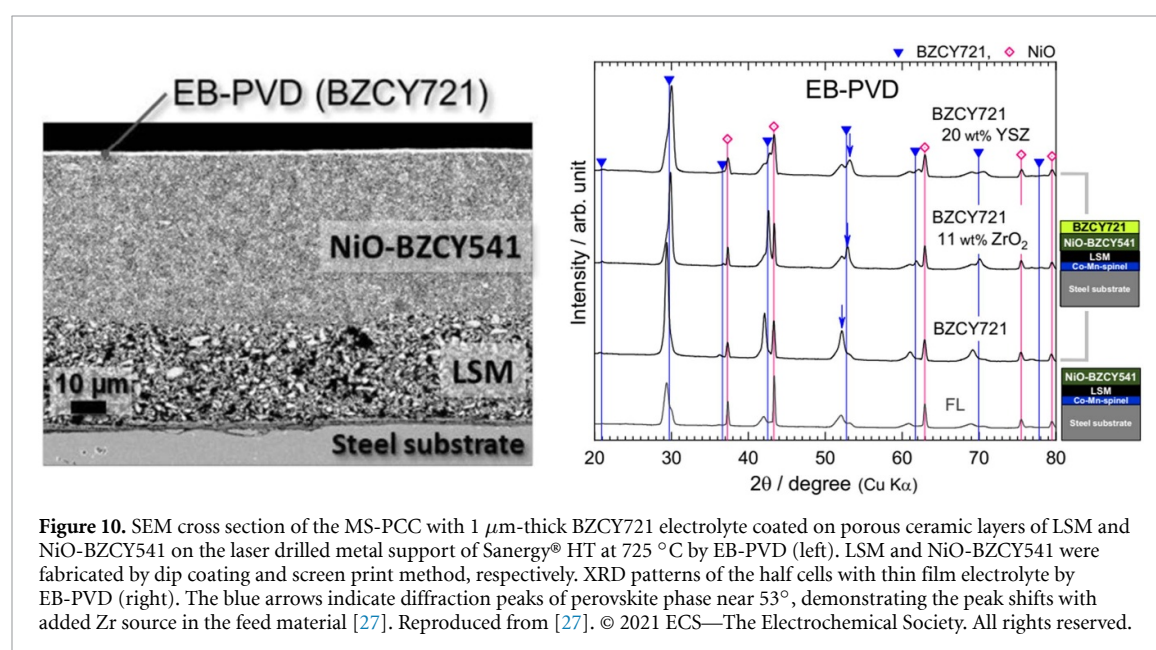 EB-PVD (BZCY721)
NiO-BZCY541
LSM
10 μm
Steel substrate
BZCY721, NiO
EB-PVD
BZCY721
20 wt% YSZ
BZCY721
11 wt% ZrO₂
BZCY721
FL
Intensity / arb. unit
20 30 40 50 60 70 80
2θ / degree (Cu Kα)
BZCY721
NiO-BZCY541
LSM
Co-Mn-spinel
Steel substrate
NiO-BZCY541
LSM
Co-Mn-spinel
Steel substrate
Figure 10. SEM cross section of the MS-PCC with 1 μm-thick BZCY721 electrolyte coated on porous ceramic layers of LSM and
NiO-BZCY541 on the laser drilled metal support of Sanergy® HT at 725 °C by EB-PVD (left). LSM and NiO-BZCY541 were
fabricated by dip coating and screen print method, respectively. XRD patterns of the half cells with thin film electrolyte by
EB-PVD (right). The blue arrows indicate diffraction peaks of perovskite phase near 53°, demonstrating the peak shifts with
added Zr source in the feed material [27]. Reproduced from [27]. © 2021 ECS—The Electrochemical Society. All rights reserved.